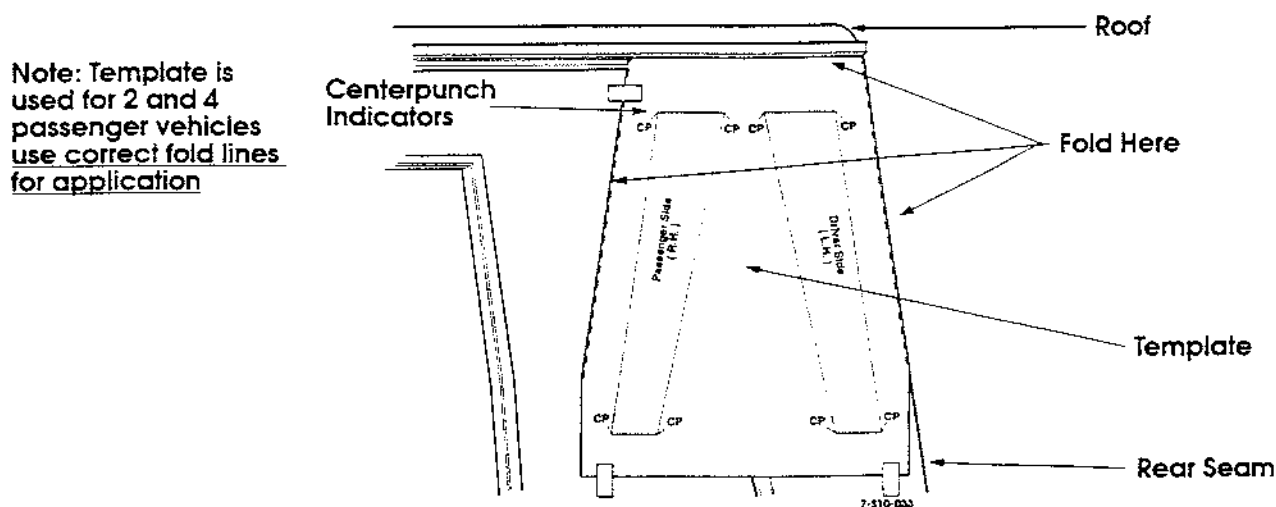 Roof
Note: Template is
used for 2 and 4
passenger vehicles
use correct fold lines
for application
Centerpunch
Indicators
CP
CP
CP
CP
Fold Here
Passenger Side
( R.H. )
Driver Side
( L.H. )
Template
CP
CP
CP
CP
Rear Seam
7-S10-033